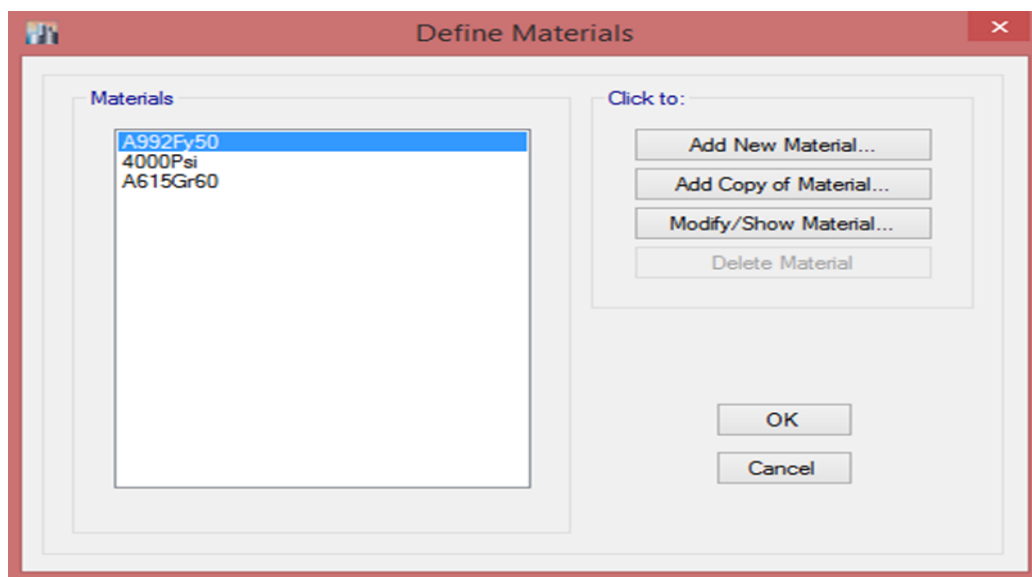 Define Materials
Materials
A992Fy50
4000Psi
A615Gr60
Click to:
Add New Material...
Add Copy of Material...
Modify/Show Material...
Delete Material
OK
Cancel